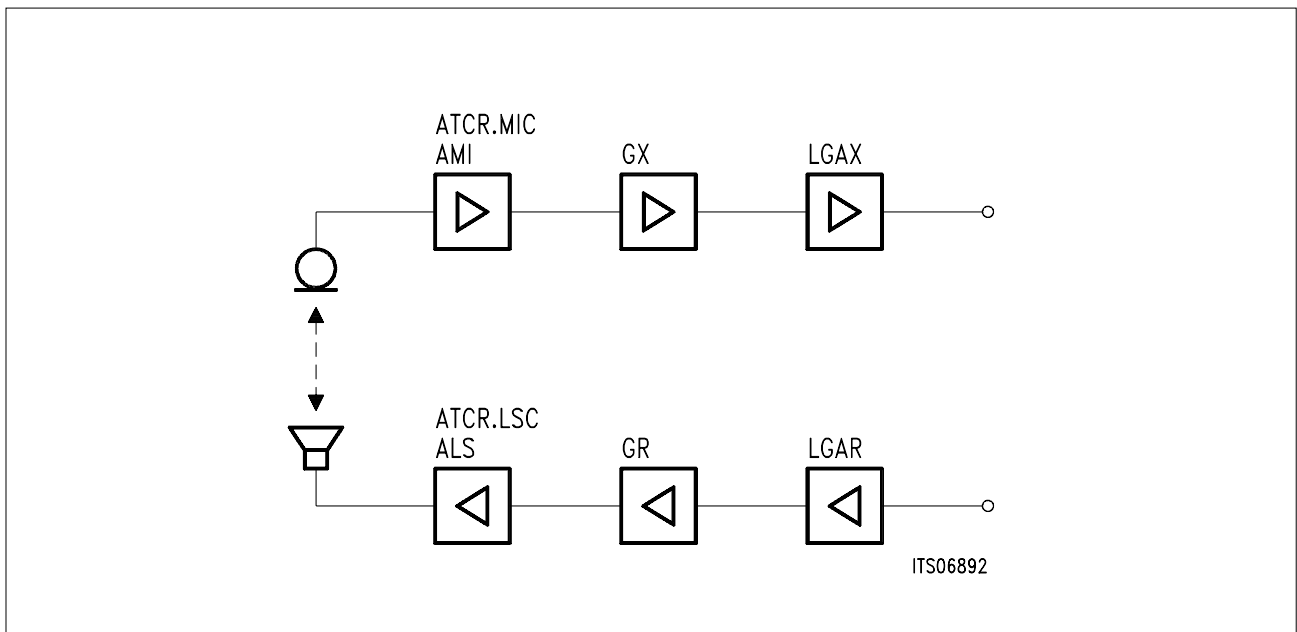 ATCR.MIC
AMI GX LGAX
ATCR.LSC
ALS GR LGAR
ITS06892